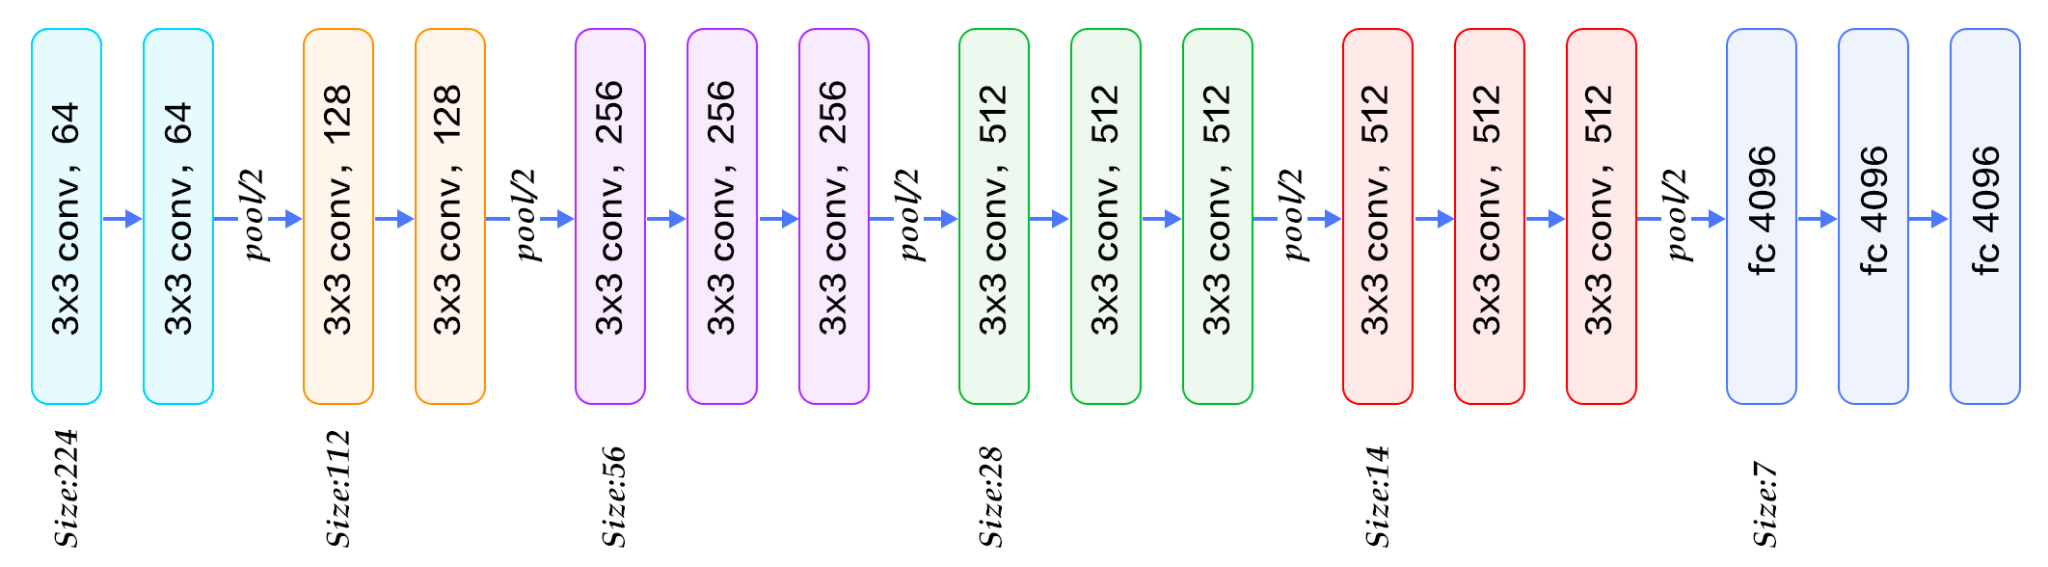 3x3 conv, 64
3x3 conv, 64
pool/2
3x3 conv, 128
3x3 conv, 128
pool/2
3x3 conv, 256
3x3 conv, 256
3x3 conv, 256
pool/2
3x3 conv, 512
3x3 conv, 512
3x3 conv, 512
pool/2
3x3 conv, 512
3x3 conv, 512
3x3 conv, 512
pool/2
fc 4096
fc 4096
fc 4096
Size:224
Size:112
Size:56
Size:28
Size:14
Size:7